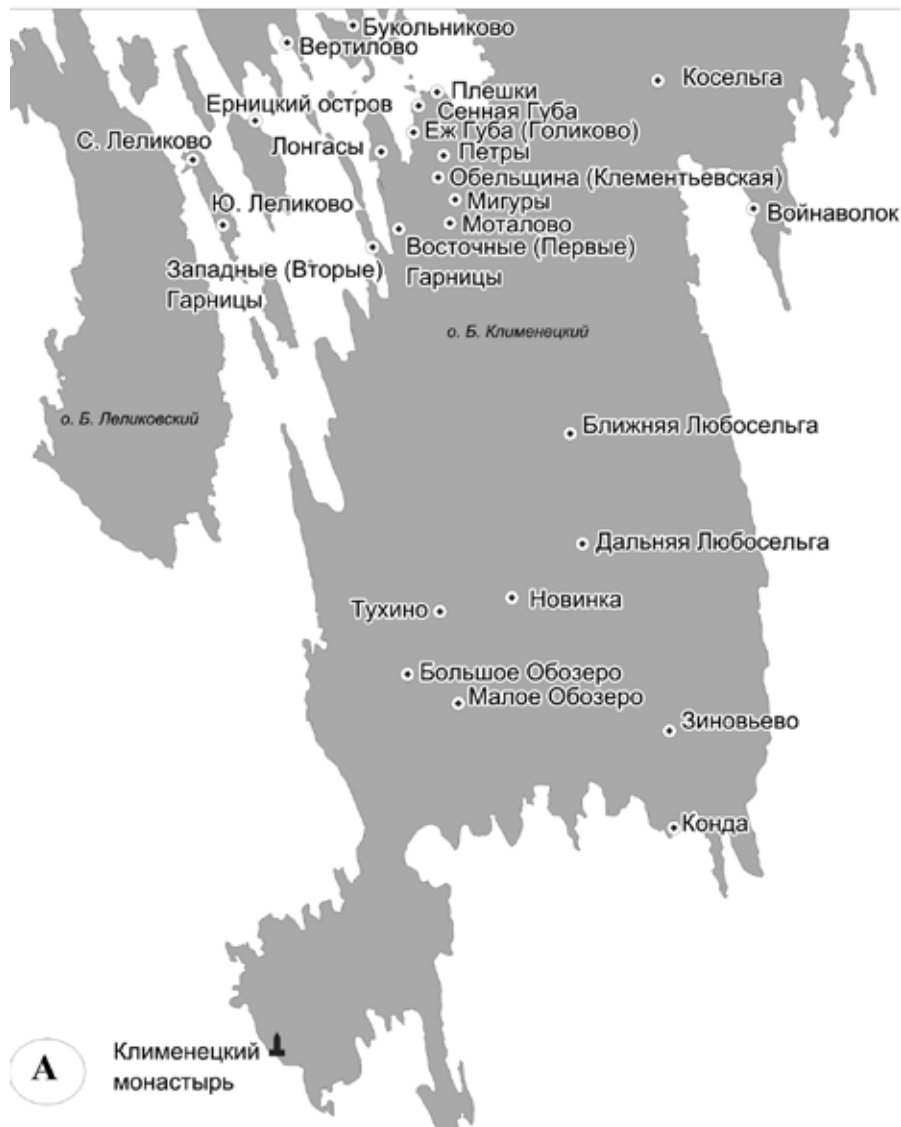 Букольниково
Вертилово
Косельга
Плешки
Ерницкий остров
Сенная Губа
Еж Губа (Голиково)
С. Леликово
Лонгасы
Петры
Обельщина (Клементьевская)
Ю. Леликово
Мигуры
Войнаволок
Моталово
Восточные (Первые)
Гарницы
Западные (Вторые)
Гарницы
о. Б. Клименецкий
о. Б. Леликовский
Ближняя Любосельга
Дальняя Любосельга
Новинка
Тухино
Большое Обозеро
Малое Обозеро
Зиновьево
Конда
А
Клименецкий
монастырь